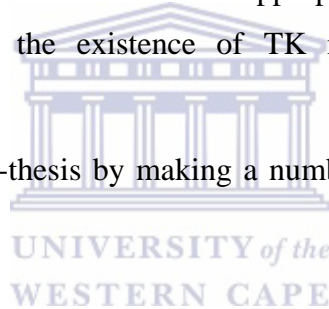 the existence of TK
-thesis by making a numb
UNIVERSITY of the
WESTERN CAPE